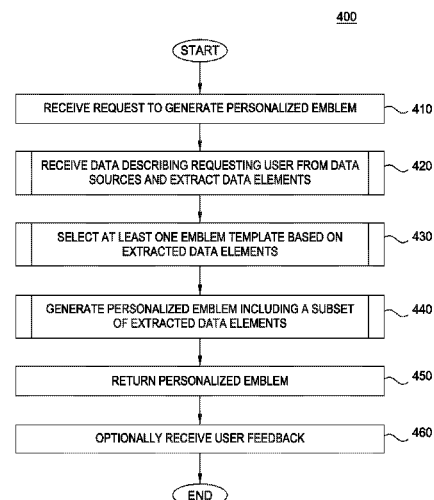 400
START
RECEIVE REQUEST TO GENERATE PERSONALIZED EMBLEM
410
RECEIVE DATA DESCRIBING REQUESTING USER FROM DATA
SOURCES AND EXTRACT DATA ELEMENTS
420
SELECT AT LEAST ONE EMBLEM TEMPLATE BASED ON
EXTRACTED DATA ELEMENTS
430
GENERATE PERSONALIZED EMBLEM INCLUDING A SUBSET
OF EXTRACTED DATA ELEMENTS
440
RETURN PERSONALIZED EMBLEM
450
OPTIONALLY RECEIVE USER FEEDBACK
460
END